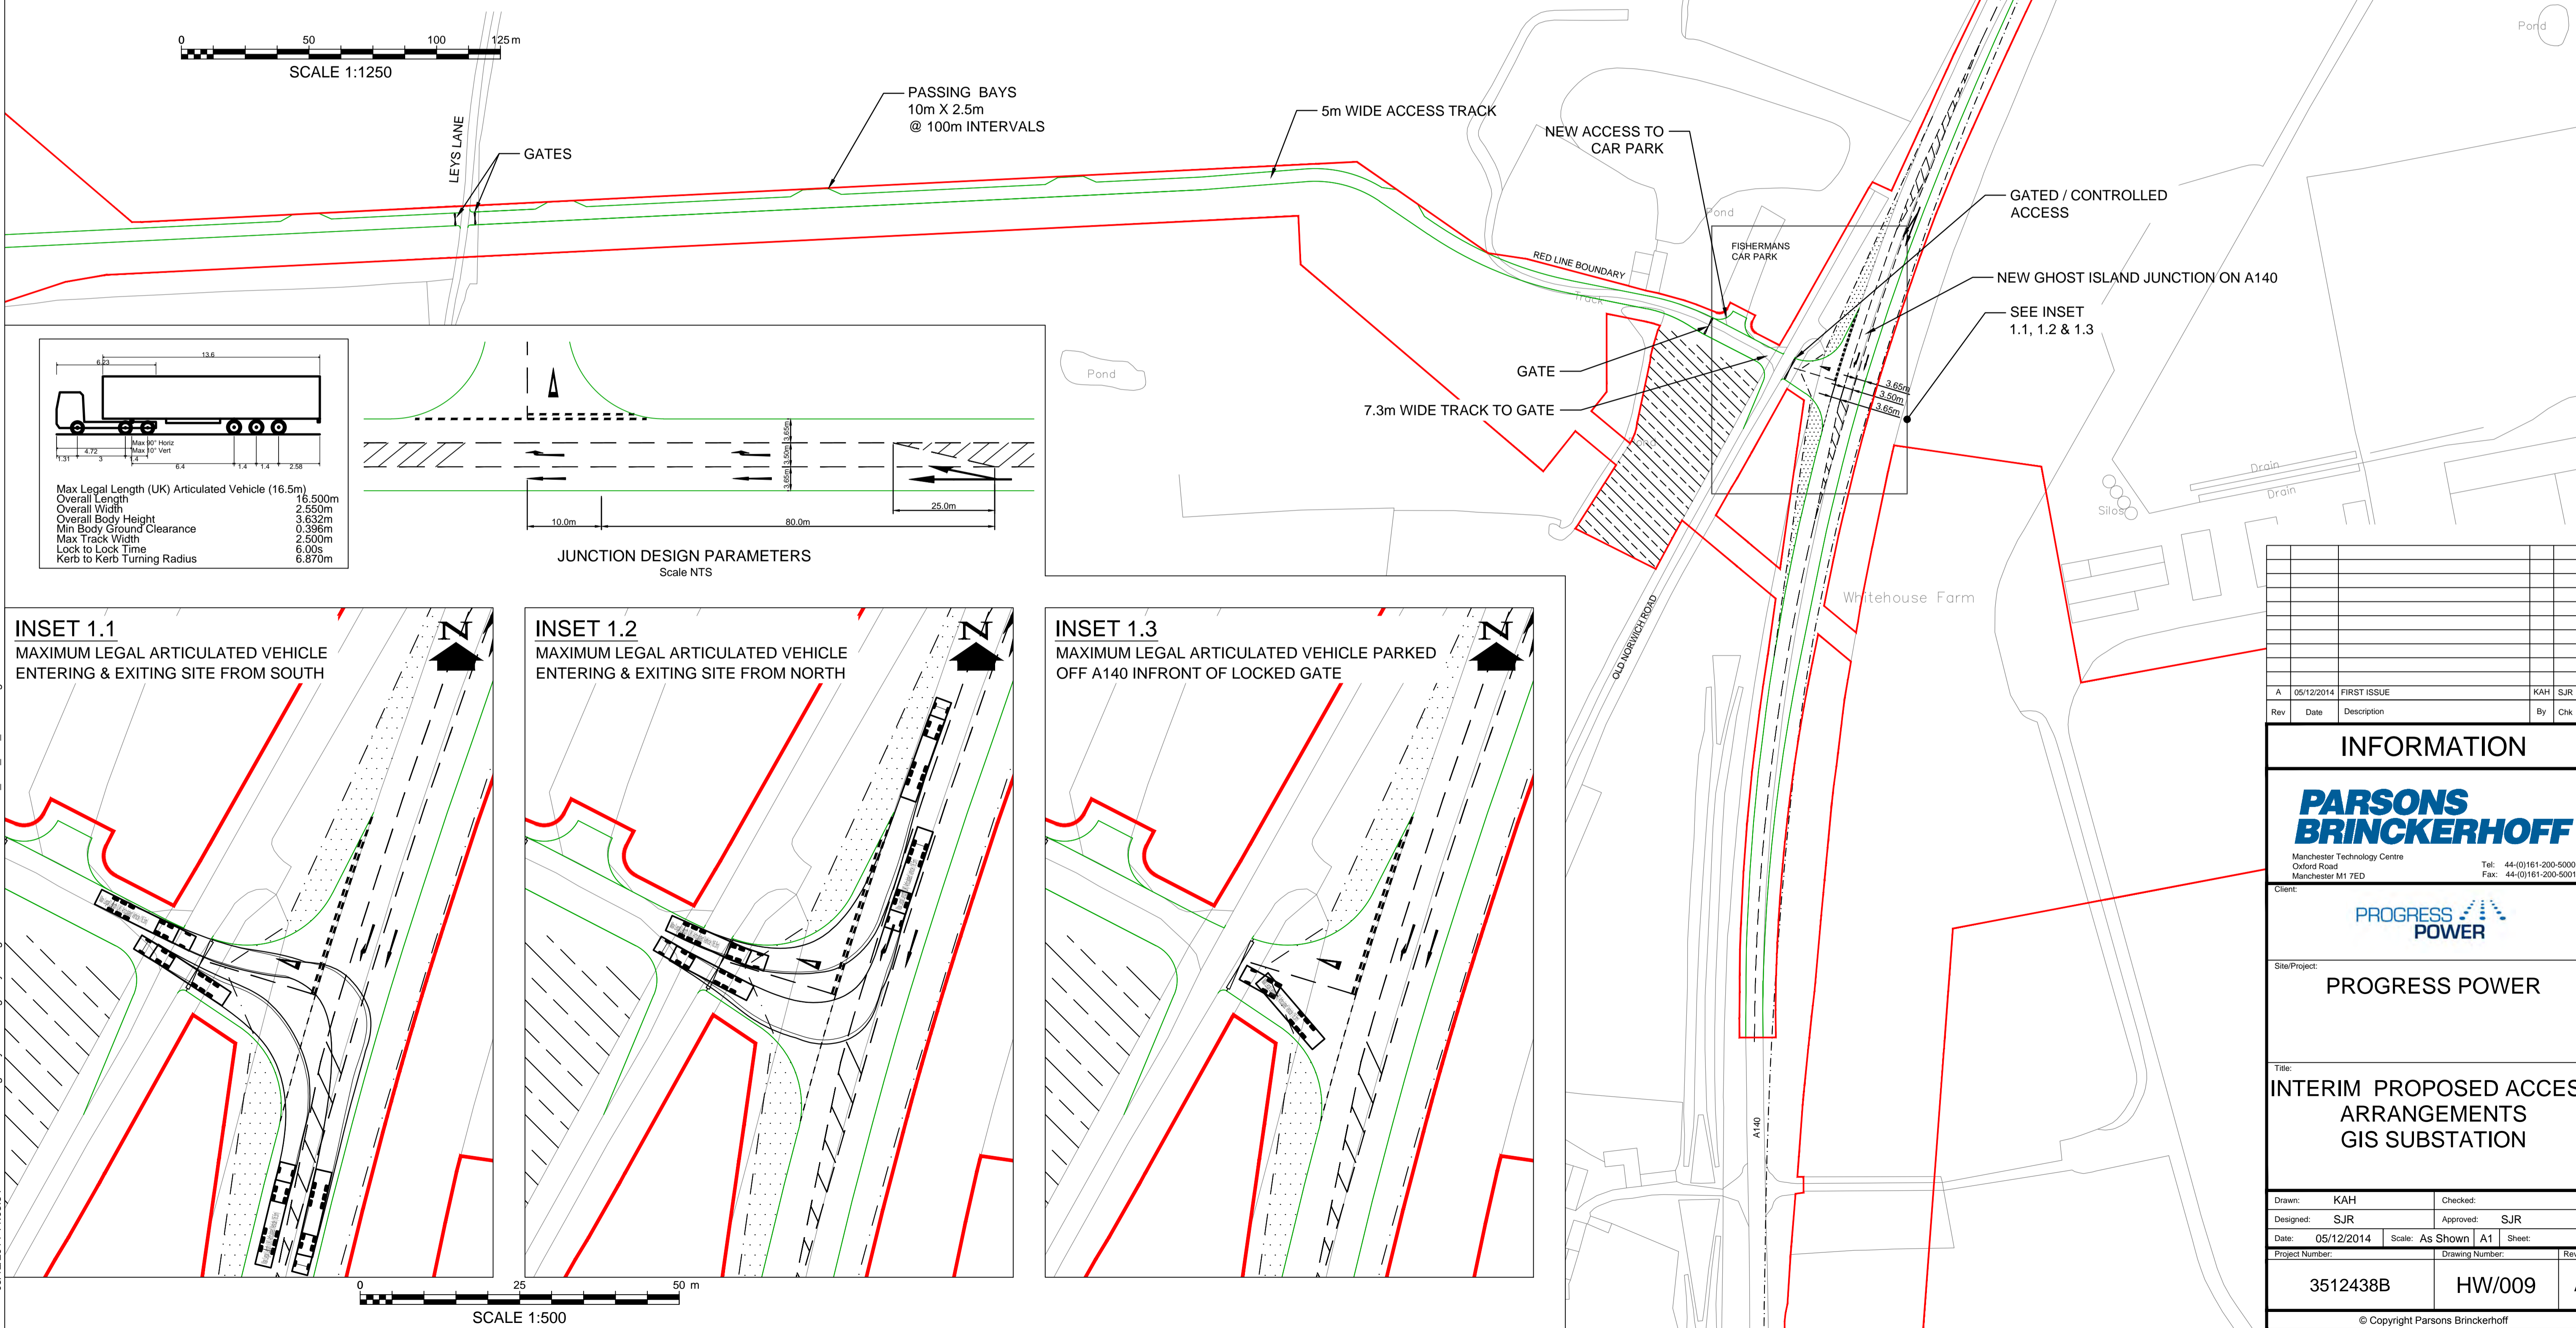 0 50 100 125 m
SCALE 1:1250
LEYS LANE
GATES
PASSING BAYS
10m X 2.5m
@ 100m INTERVALS
5m WIDE ACCESS TRACK
NEW ACCESS TO
CAR PARK
Pond
Pond
FISHERMANS
CAR PARK
RED LINE BOUNDARY
Track
GATED / CONTROLLED
ACCESS
NEW GHOST ISLAND JUNCTION ON A140
SEE INSET
1.1, 1.2 & 1.3
GATE
7.3m WIDE TRACK TO GATE
3.65m
3.50m
3.65m
Pond
Drain
Drain
Silos
Whitehouse Farm
OLD NORWICH ROAD
A140
13.6
6.23
Max 90° Horiz
Max 10° Vert
1.31
4.72
3
1.4
6.4
1.4
1.4
2.58
Max Legal Length (UK) Articulated Vehicle (16.5m)
Overall Length 16.500m
Overall Width 2.550m
Overall Body Height 3.632m
Min Body Ground Clearance 0.396m
Max Track Width 2.500m
Lock to Lock Time 6.00s
Kerb to Kerb Turning Radius 6.870m
3.65m
3.50m
3.65m
25.0m
10.0m
80.0m
JUNCTION DESIGN PARAMETERS
Scale NTS
INSET 1.1
MAXIMUM LEGAL ARTICULATED VEHICLE
ENTERING & EXITING SITE FROM SOUTH
N
INSET 1.2
MAXIMUM LEGAL ARTICULATED VEHICLE
ENTERING & EXITING SITE FROM NORTH
N
INSET 1.3
MAXIMUM LEGAL ARTICULATED VEHICLE PARKED
OFF A140 INFRONT OF LOCKED GATE
N
0 25 50 m
SCALE 1:500
A 05/12/2014 FIRST ISSUE KAH SJR
Rev Date Description By Chk
INFORMATION
PARSONS
BRINCKERHOFF
Manchester Technology Centre
Oxford Road
Manchester M1 7ED
Tel: 44-(0)161-200-5000
Fax: 44-(0)161-200-5001
Client:
PROGRESS
POWER
Site/Project:
PROGRESS POWER
Title:
INTERIM PROPOSED ACCES
ARRANGEMENTS
GIS SUBSTATION
Drawn: KAH Checked:
Designed: SJR Approved: SJR
Date: 05/12/2014 Scale: As Shown A1 Sheet:
Project Number: Drawing Number: Rev
3512438B HW/009
© Copyright Parsons Brinckerhoff